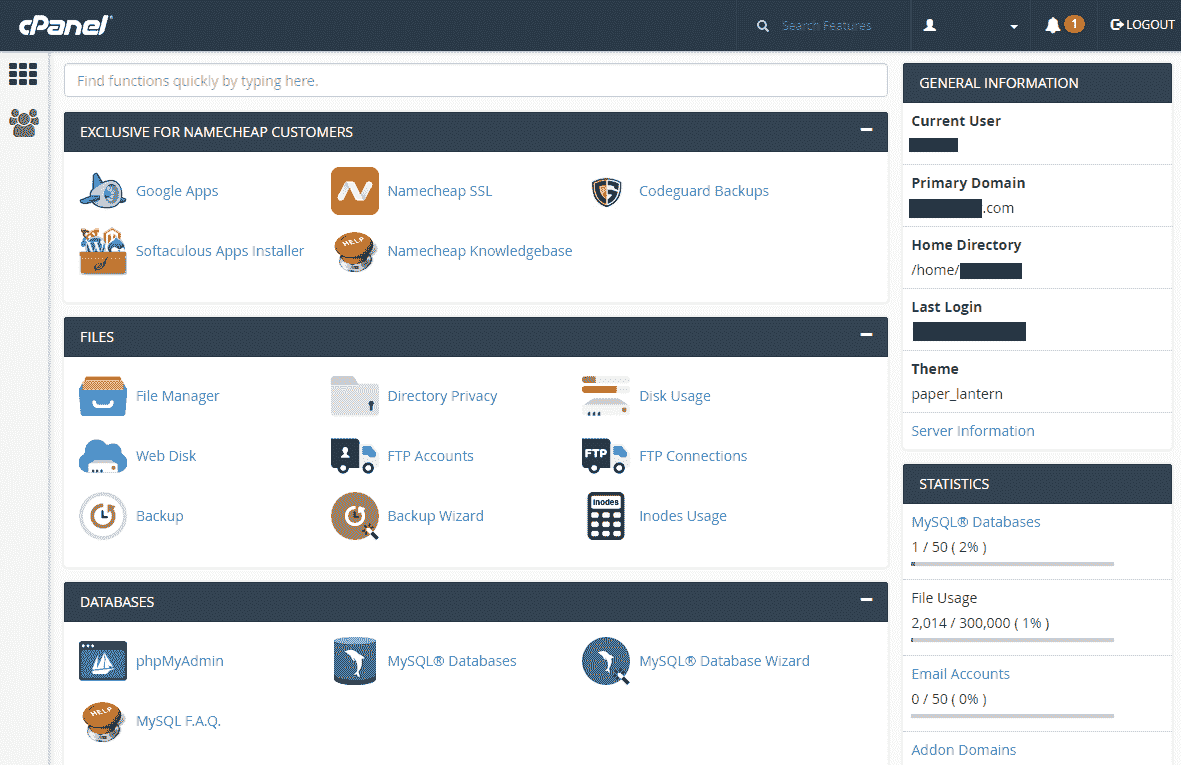 cPanel
Search Features
1
LOGOUT
Find functions quickly by typing here.
EXCLUSIVE FOR NAMECHEAP CUSTOMERS
Google Apps
Namecheap SSL
Codeguard Backups
Softaculous Apps Installer
HELP
Namecheap Knowledgebase
FILES
File Manager
Directory Privacy
Disk Usage
Web Disk
FTP Accounts
FTP
FTP Connections
Backup
Backup Wizard
Inodes
Inodes Usage
DATABASES
phpMyAdmin
MySQL® Databases
MySQL® Database Wizard
HELP
MySQL F.A.Q.
GENERAL INFORMATION
Current User
Primary Domain
.com
Home Directory
/home/
Last Login
Theme
paper_lantern
Server Information
STATISTICS
MySQL® Databases
1 / 50 ( 2% )
File Usage
2,014 / 300,000 ( 1% )
Email Accounts
0 / 50 ( 0% )
Addon Domains